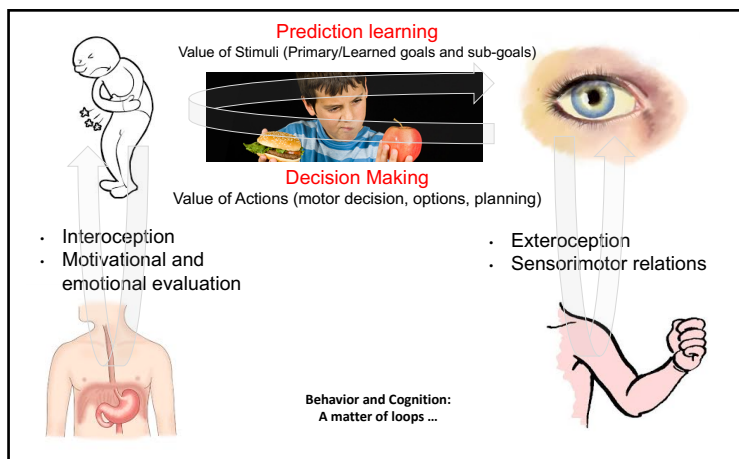 Prediction learning
Value of Stimuli (Primary/Learned goals and sub-goals)
Decision Making
Value of Actions (motor decision, options, planning)
• Interoception
• Motivational and
emotional evaluation
• Exteroception
• Sensorimotor relations
Behavior and Cognition:
A matter of loops ...